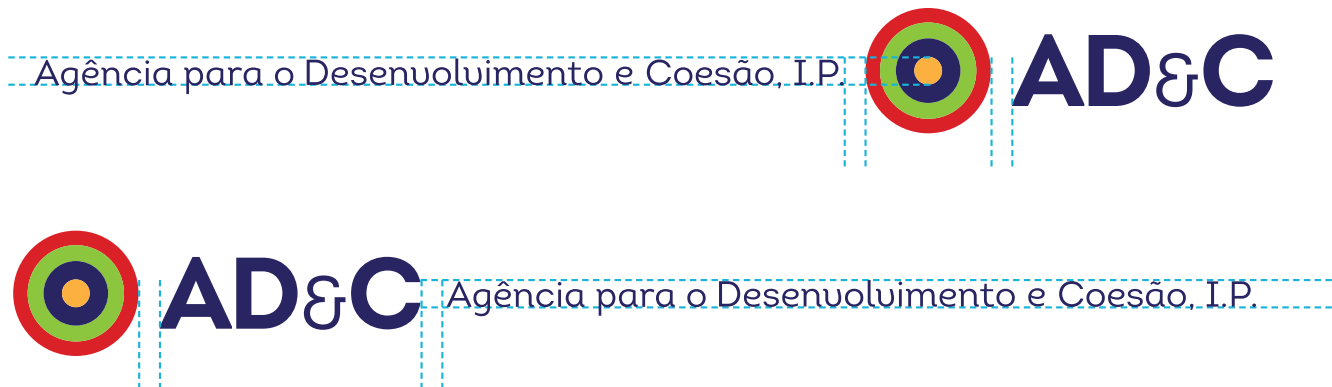 Agência para o Desenvolvimento e Coesão, I.P. AD&C
AD&C Agência para o Desenvolvimento e Coesão, I.P.